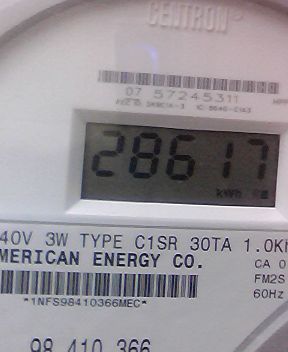 CENTRON®
07 57245311
28617
kWh
40V 3W TYPE C1SR 30TA 1.0Kh
MERICAN ENERGY CO.
CA 0
FM2S
60Hz
*1NFS98410366MEC*
98 410 366